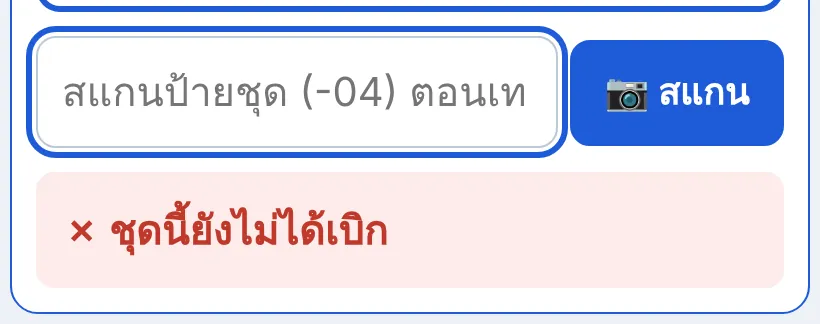 สแกนป้ายชุด (-04) ตอนเท
📷 สแกน
× ชุดนี้ยังไม่ได้เบิก